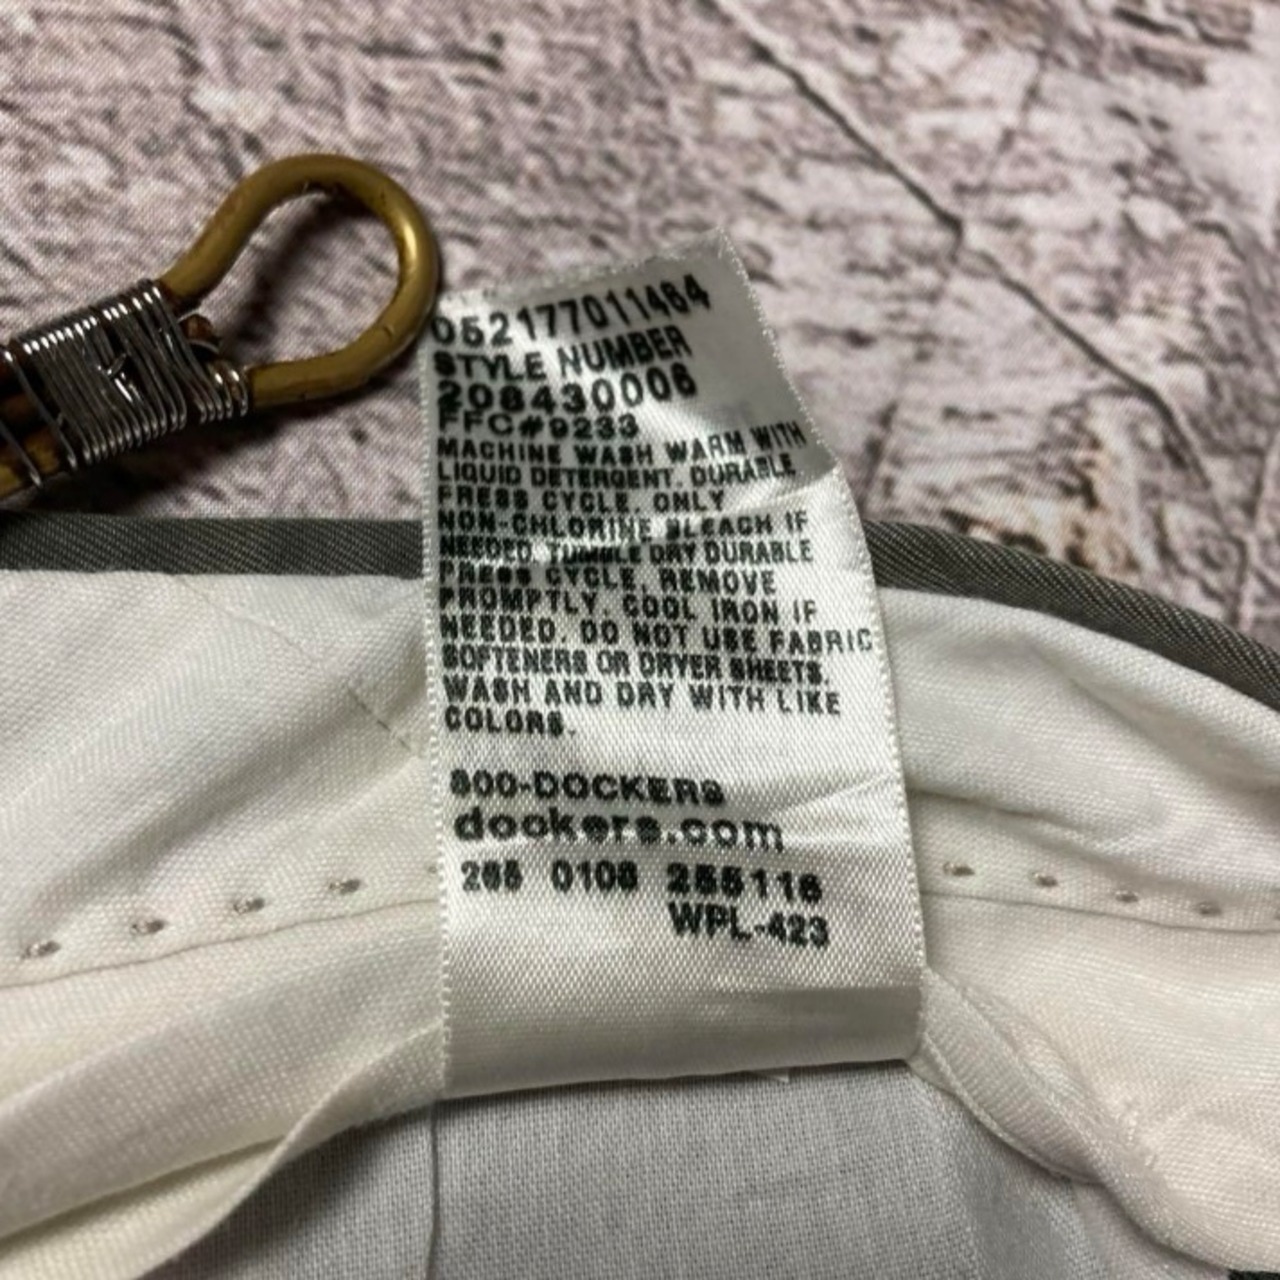 052177011464
STYLE NUMBER
208430006
FFC#9233
MACHINE WASH WARM WITH
LIQUID DETERGENT. DURABLE
PRESS CYCLE. ONLY
NON-CHLORINE BLEACH IF
NEEDED. TUMBLE DRY DURABLE
PRESS CYCLE, REMOVE
PROMPTLY. COOL IRON IF
NEEDED. DO NOT USE FABRIC
SOFTENERS OR DRYER SHEETS.
WASH AND DRY WITH LIKE
COLORS.
800-DOCKERS
dockers.com
265 0108 255116
WPL-423